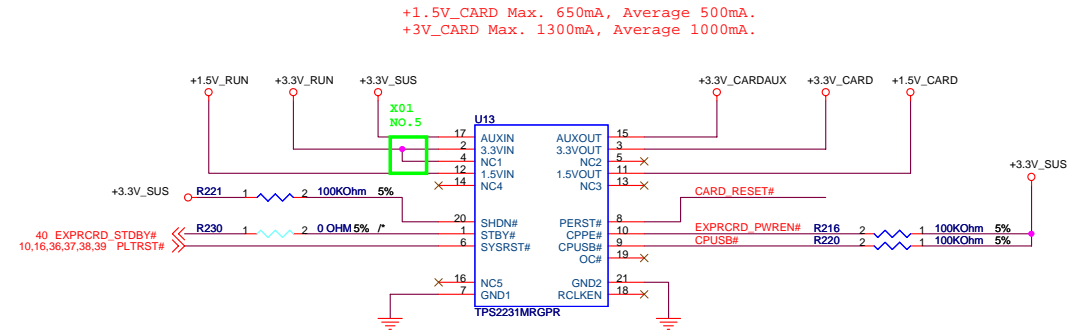 +1.5V_CARD Max. 650mA, Average 500mA.
+3V_CARD Max. 1300mA, Average 1000mA.
+1.5V_RUN +3.3V_RUN +3.3V_SUS +3.3V_CARDAUX +3.3V_CARD +1.5V_CARD
X01
NO.5
U13
17 AUXIN AUXOUT 15
2 3.3VIN 3.3VOUT 3
4 NC1 NC2 5
12 1.5VIN 1.5VOUT 11
14 NC4 NC3 13
+3.3V_SUS
+3.3V_SUS R221 1 2 100KOhm 5% CARD_RESET#
20 SHDN# PERST# 8
40 EXPRCRD_STDBY# R230 1 2 0 OHM 5% /* 1 STBY# CPPE# 10 EXPRCRD_PWREN# R216 2 1 100KOhm 5%
10,16,36,37,38,39 PLTRST# 6 SYSRST# CPUSB# 9 CPUSB# R220 2 1 100KOhm 5%
OC# 19
16 NC5 GND2 21
7 GND1 RCLKEN 18
TPS2231MRGPR